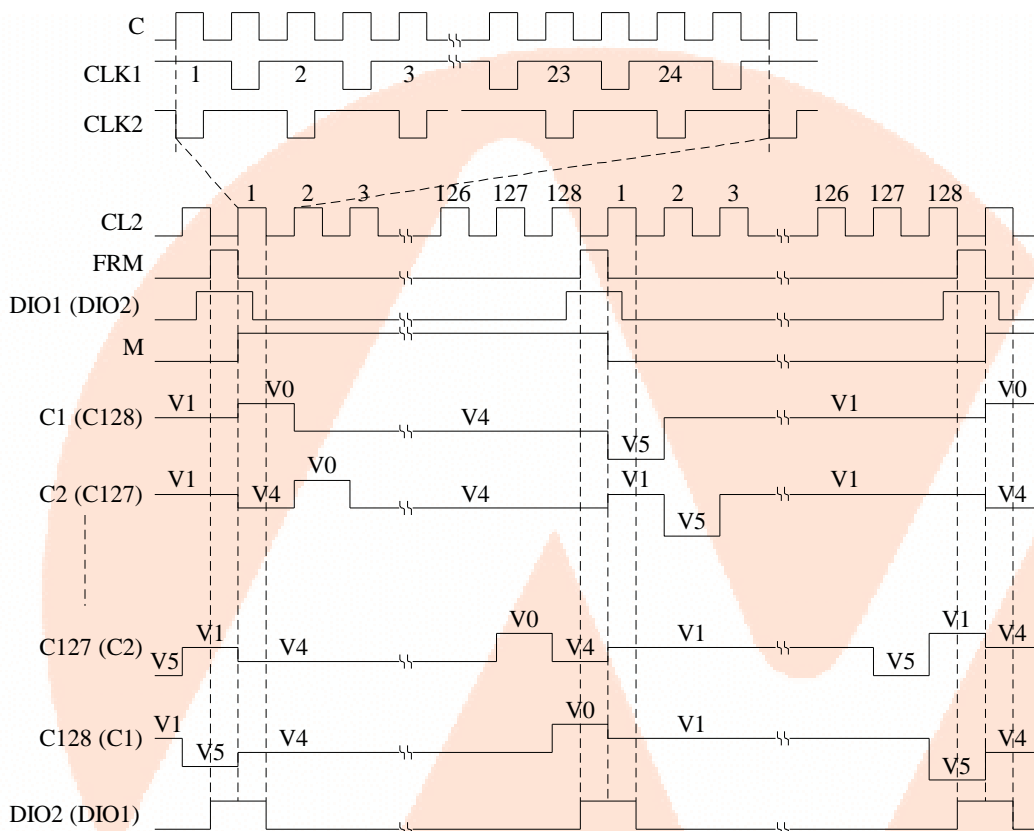 C
CLK1 1 2 3 23 24
CLK2
1 2 3 126 127 128 1 2 3 126 127 128
CL2
FRM
DIO1 (DIO2)
M
C1 (C128) V1 V0 V4 V5 V1 V0
C2 (C127) V1 V4 V0 V4 V1 V5 V1 V4
C127 (C2) V5 V1 V4 V0 V4 V1 V5 V1 V4
C128 (C1) V1 V5 V4 V0 V1 V5 V4
DIO2 (DIO1)